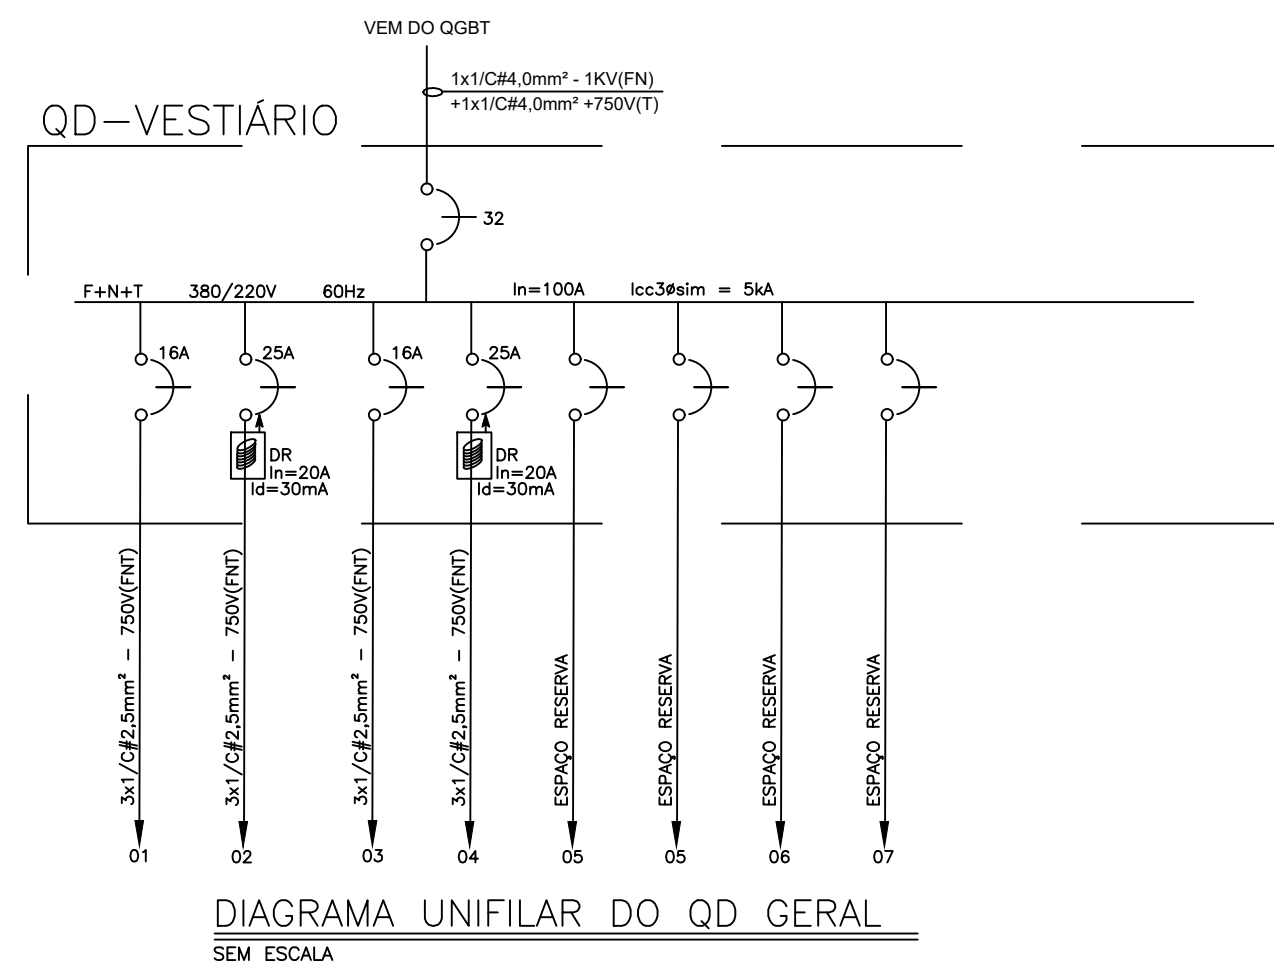 VEM DO QGBT
1x1/C#4,0mm² - 1KV(FN)
+1x1/C#4,0mm² +750V(T)
QD-VESTIÁRIO
32
F+N+T 380/220V 60Hz In=100A Icc3øsim = 5kA
16A 25A 16A 25A
DR
In=20A
Id=30mA
DR
In=20A
Id=30mA
3x1/C#2,5mm² - 750V(FNT)
3x1/C#2,5mm² - 750V(FNT)
3x1/C#2,5mm² - 750V(FNT)
3x1/C#2,5mm² - 750V(FNT)
ESPAÇO RESERVA
ESPAÇO RESERVA
ESPAÇO RESERVA
ESPAÇO RESERVA
01 02 03 04 05 05 06 07
DIAGRAMA UNIFILAR DO QD GERAL
SEM ESCALA